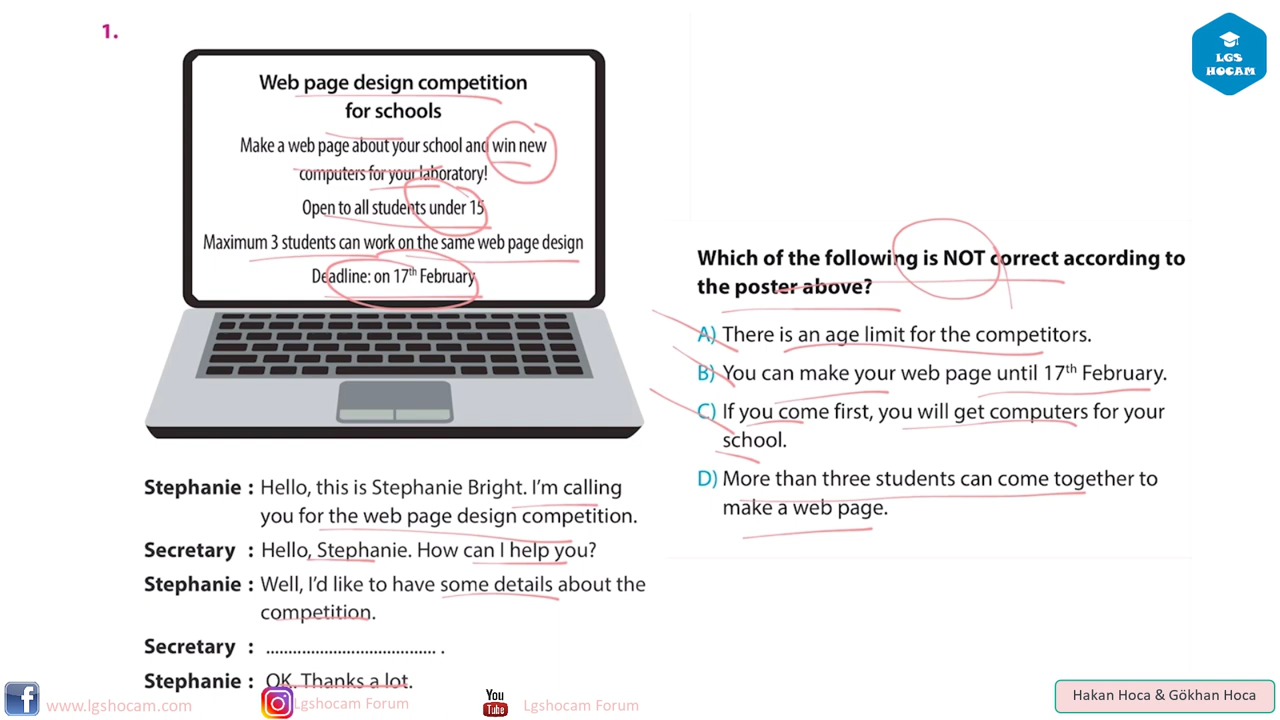 1.
Web page design competition
for schools
Make a web page about your school and win new
computers for your laboratory!
Open to all students under 15
Maximum 3 students can work on the same web page design
Deadline: on 17th February
Stephanie : Hello, this is Stephanie Bright. I'm calling
you for the web page design competition.
Secretary : Hello, Stephanie. How can I help you?
Stephanie : Well, I'd like to have some details about the
competition.
Secretary : ...................................... .
Stephanie : OK. Thanks a lot.
LGS
HOCAM
Which of the following is NOT correct according to
the poster above?
A) There is an age limit for the competitors.
B) You can make your web page until 17th February.
C) If you come first, you will get computers for your
school.
D) More than three students can come together to
make a web page.
www.lgshocam.com
Lgshocam Forum
You
Tube
Lgshocam Forum
Hakan Hoca & Gökhan Hoca